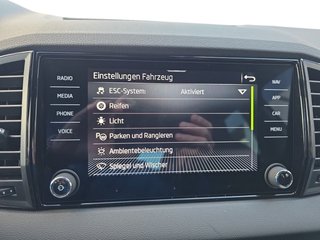 Einstellungen Fahrzeug
ESC-System: Aktiviert
Reifen
Licht
Parken und Rangieren
Ambientebeleuchtung
Spiegel und Wischer
RADIO
MEDIA
PHONE
VOICE
NAV
APP
CAR
MENU